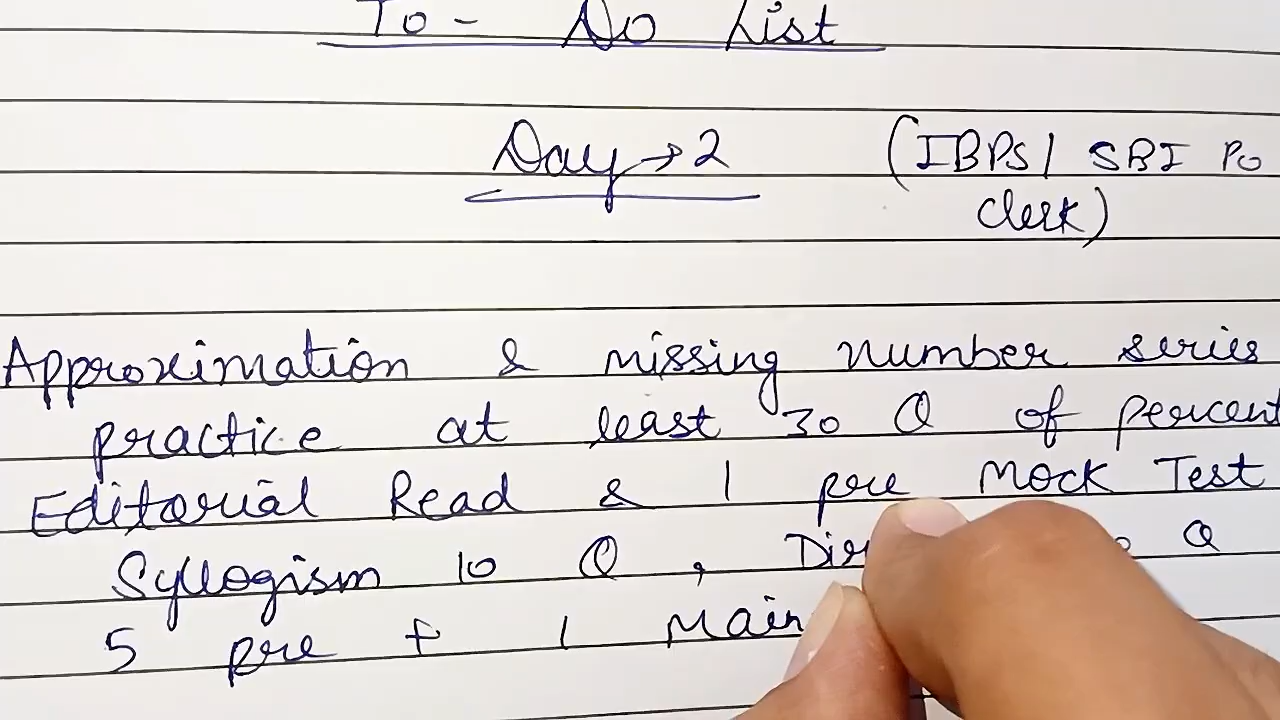 To - Do List
Day → 2 (IBPS/ SBI PO
Clerk)
Approximation & missing number series
practice at least 30 Q of percent
Editorial Read & 1 pre Mock Test
Syllogism 10 Q , Q
5 pre + 1 Main